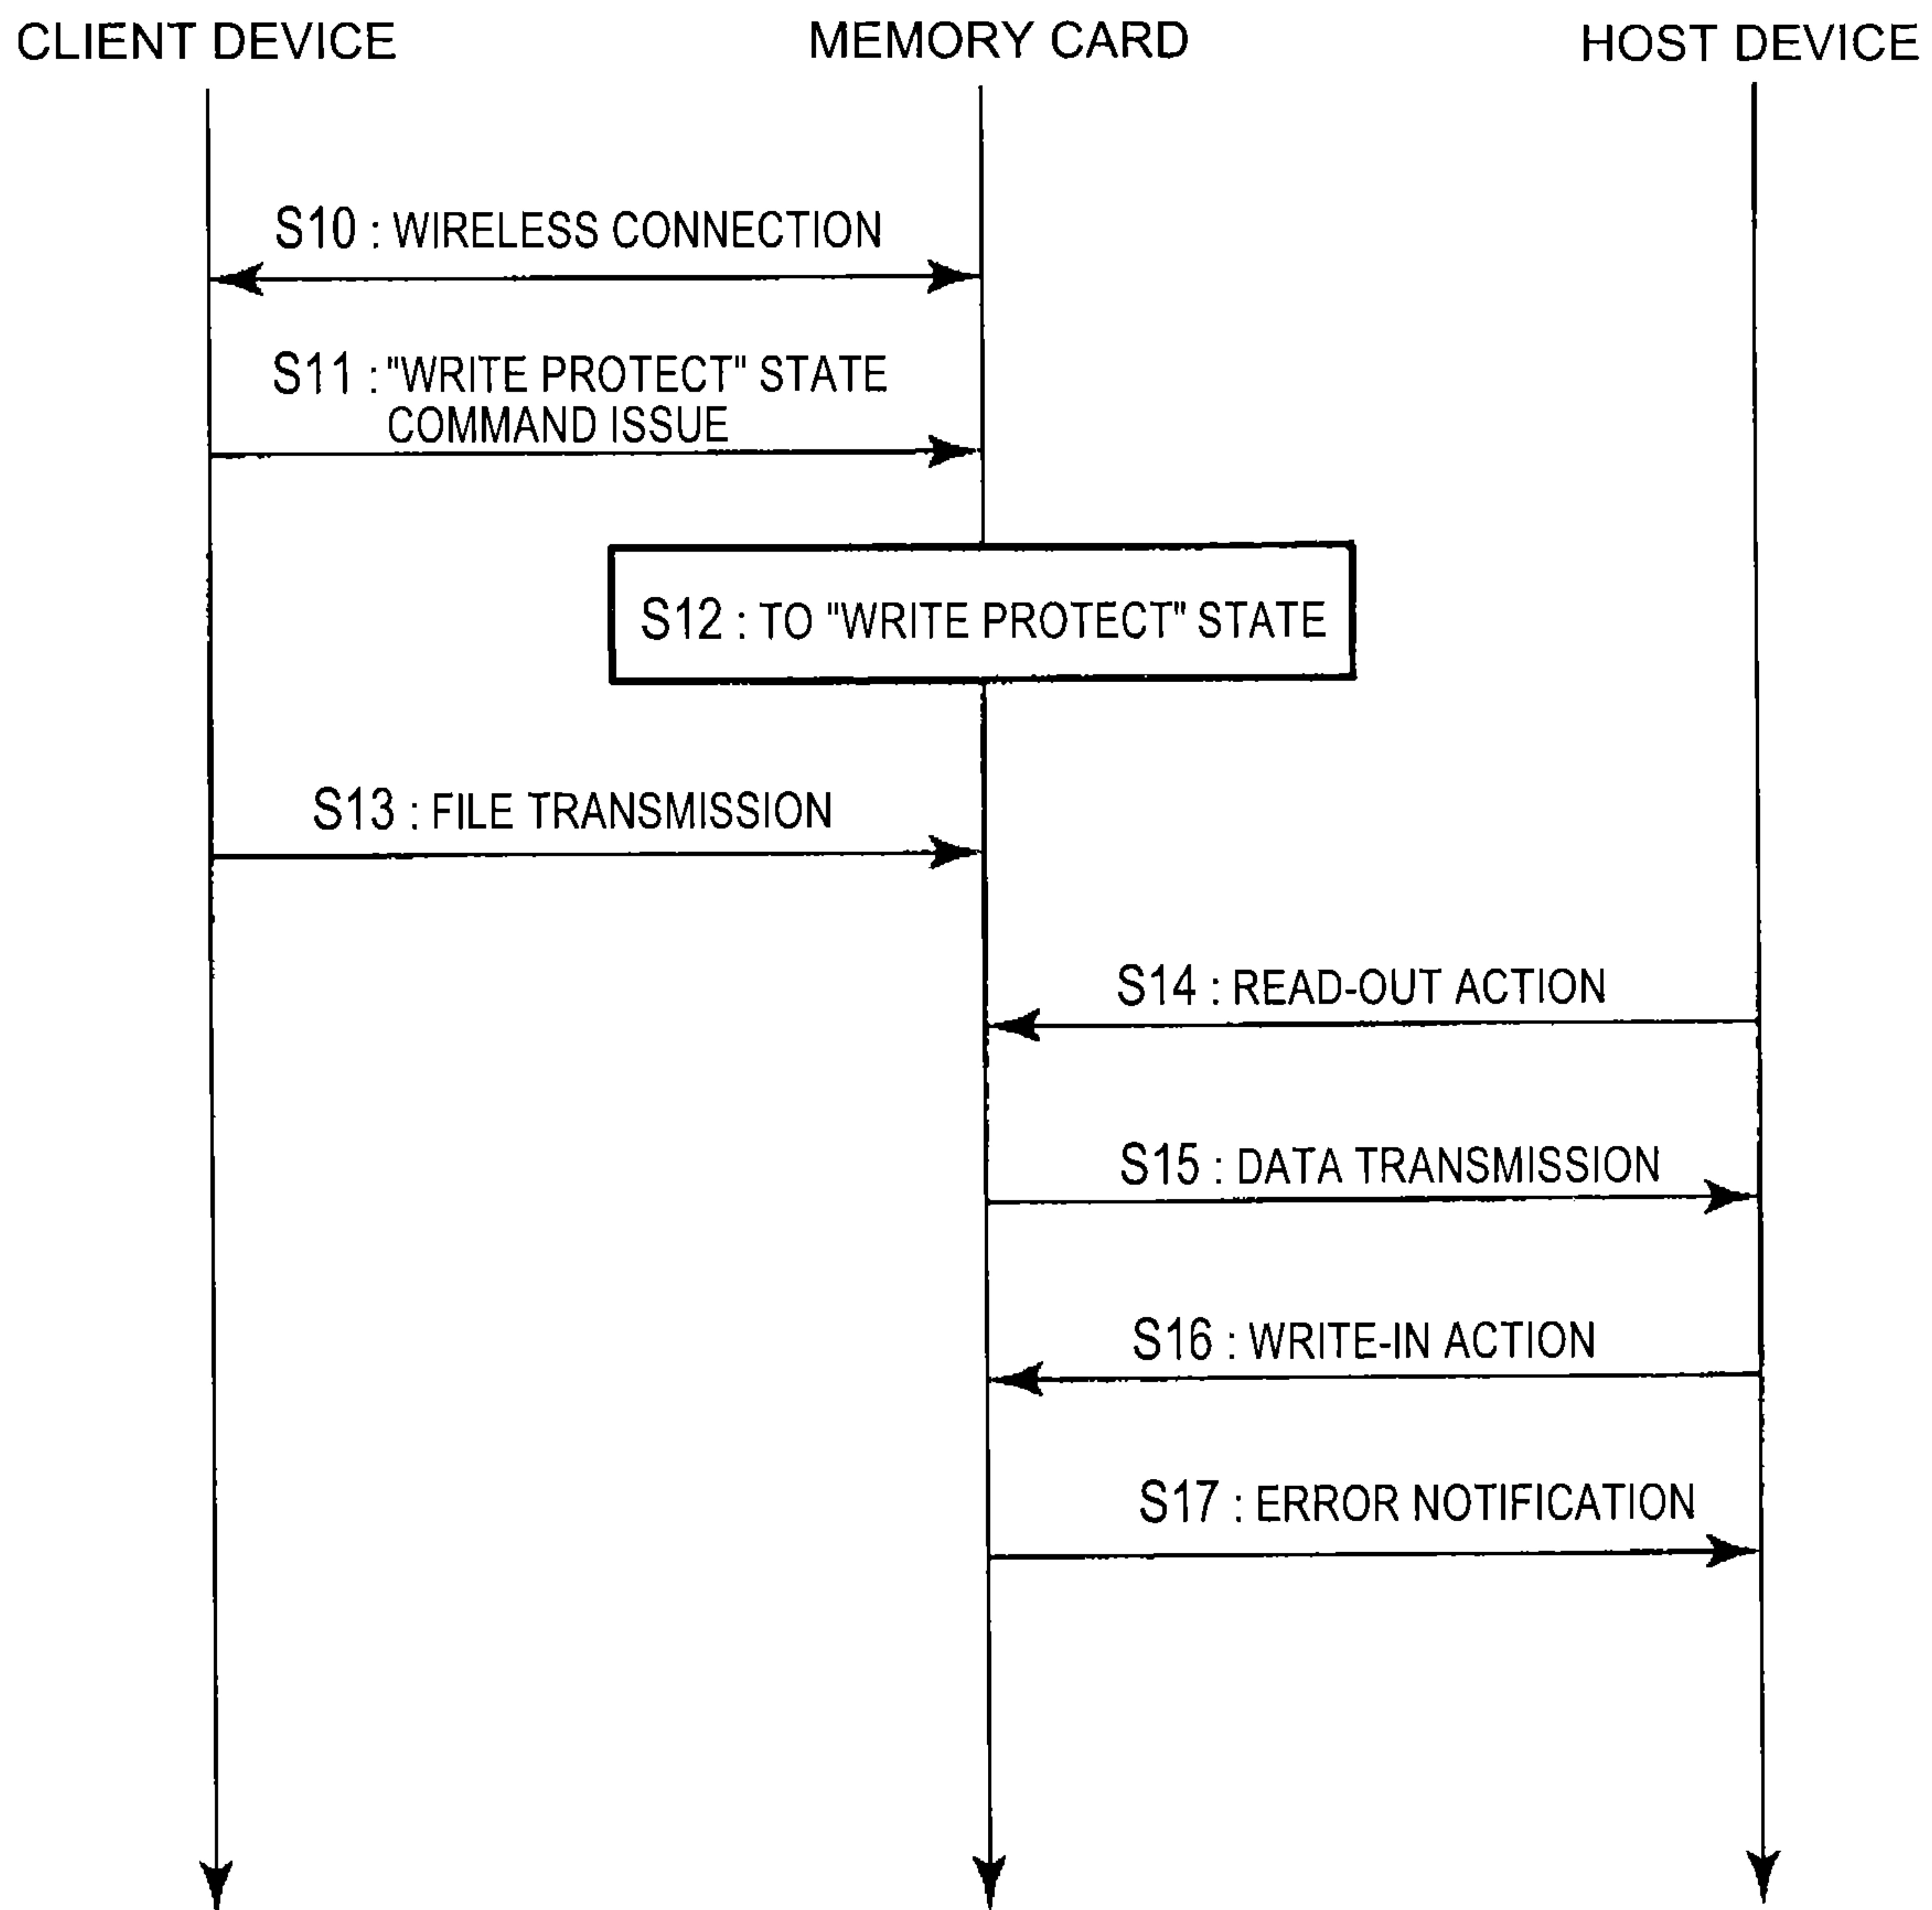 CLIENT DEVICE
MEMORY CARD
HOST DEVICE
S10 : WIRELESS CONNECTION
S11 : "WRITE PROTECT" STATE
COMMAND ISSUE
S12 : TO "WRITE PROTECT" STATE
S13 : FILE TRANSMISSION
S14 : READ-OUT ACTION
S15 : DATA TRANSMISSION
S16 : WRITE-IN ACTION
S17 : ERROR NOTIFICATION